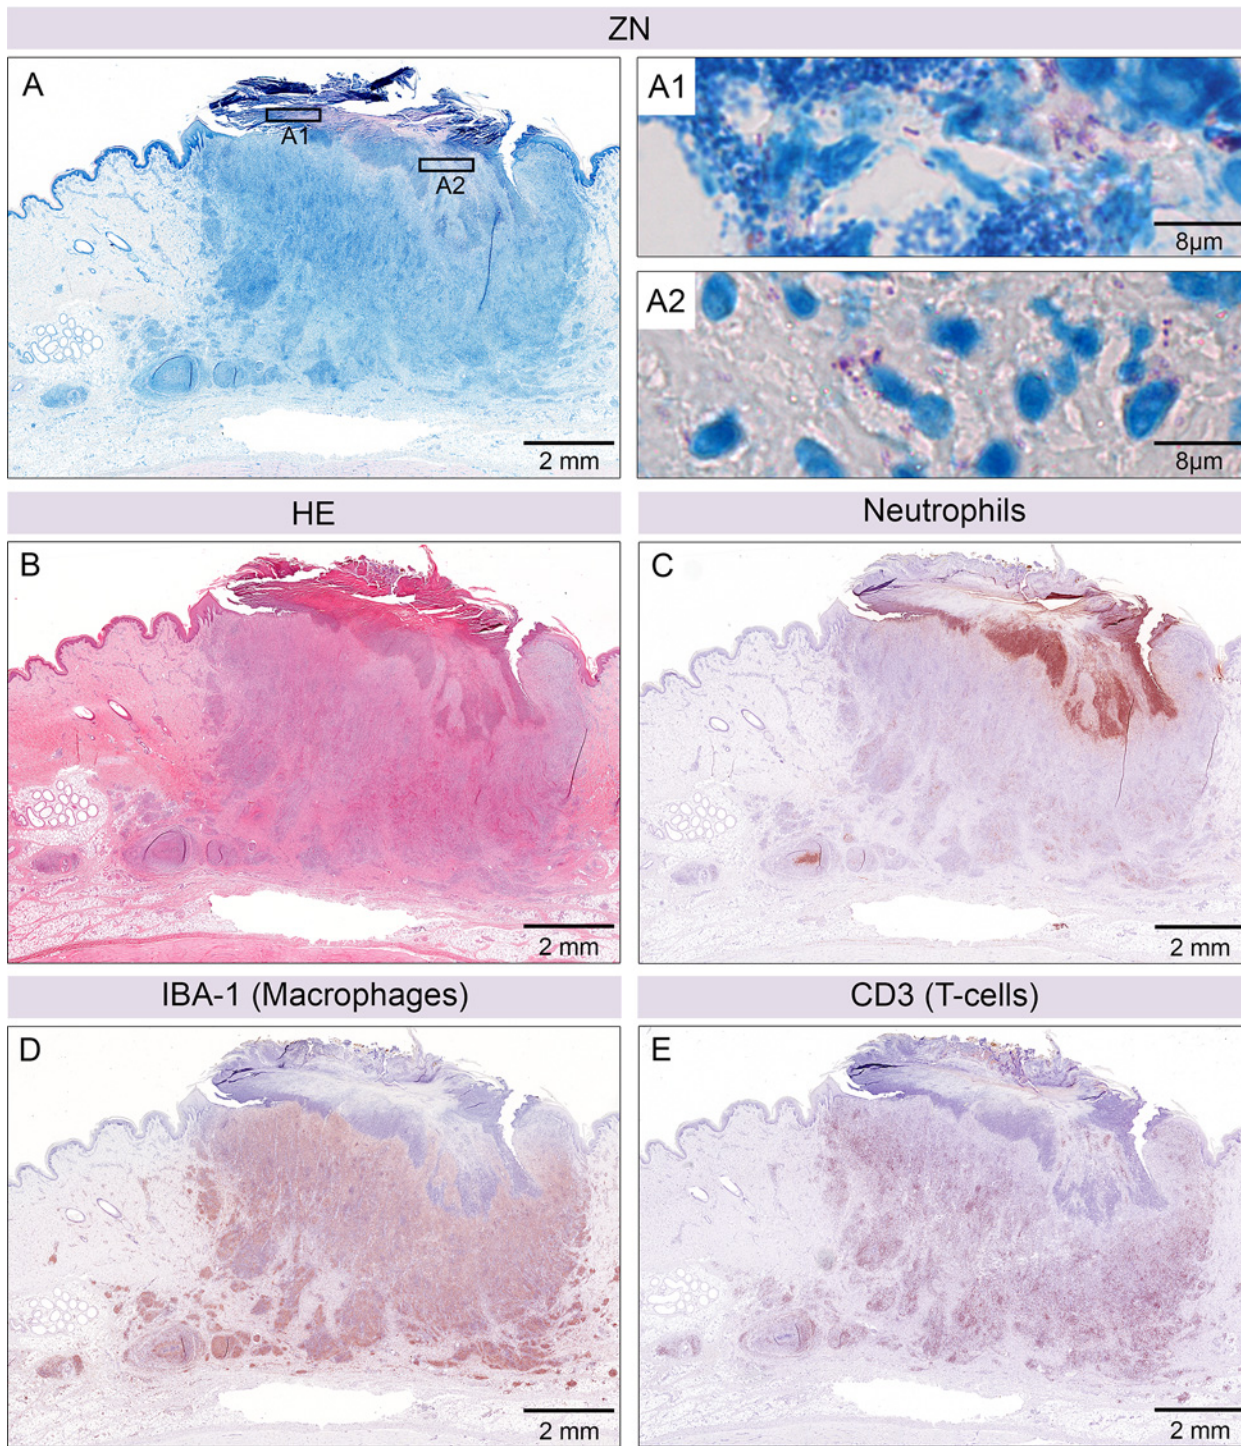 ZN
A
A1
A2
2 mm
A1
8µm
A2
8µm
HE
Neutrophils
B
2 mm
C
2 mm
IBA-1 (Macrophages)
CD3 (T-cells)
D
2 mm
E
2 mm